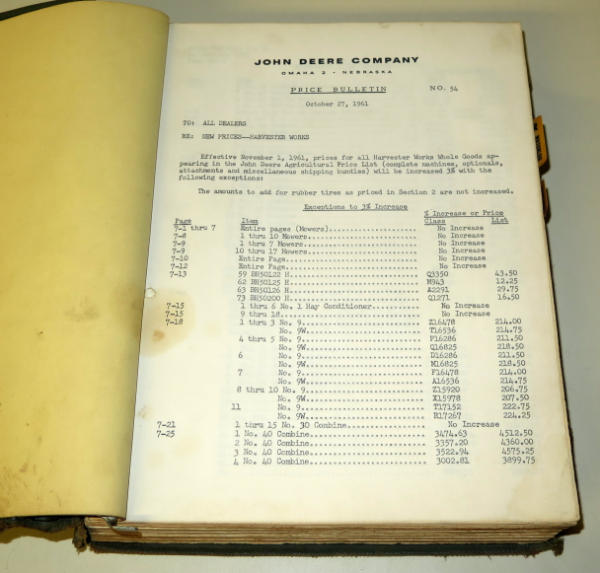 JOHN DEERE COMPANY
OMAHA 2 - NEBRASKA
PRICE BULLETIN NO. 54
October 27, 1961
TO: ALL DEALERS
RE: NEW PRICES--HARVESTER WORKS
Effective November 1, 1961, prices for all Harvester Works Whole Goods ap-
pearing in the John Deere Agricultural Price List (complete machines, optionals,
attachments and miscellaneous shipping bundles) will be increased 3% with the
following exceptions:
The amounts to add for rubber tires as priced in Section 2 are not increased.
Exceptions to 3% Increase
% Increase or Price
Page Item Class List
7-1 thru 7 Entire pages (Mowers) No Increase
7-8 1 thru 10 Mowers No Increase
7-9 1 thru 7 Mowers No Increase
7-9 10 thru 17 Mowers No Increase
7-10 Entire Page No Increase
7-12 Entire Page No Increase
7-13 59 BH50122 H Q3350 43.50
62 BH50125 H M943 12.25
63 BH50126 H A2291 29.75
73 BH50200 H Q1271 16.50
7-15 1 thru 6 No. 1 Hay Conditioner No Increase
7-15 9 thru 18 No Increase
7-18 1 thru 3 No. 9 Z16478 214.00
No. 9W T16536 214.75
4 thru 5 No. 9 F16286 211.50
No. 9W Q16825 218.50
6 No. 9 D16286 211.50
No. 9W M16825 218.50
7 No. 9 F16478 214.00
No. 9W A16536 214.75
8 thru 10 No. 9 Z15920 206.75
No. 9W X15978 207.50
11 No. 9 T17152 222.75
No. 9W R17267 224.25
7-21 1 thru 15 No. 30 Combine No Increase
7-25 1 No. 40 Combine 3474.63 4512.50
2 No. 40 Combine 3357.20 4360.00
3 No. 40 Combine 3522.94 4575.25
4 No. 40 Combine 3002.81 3899.75